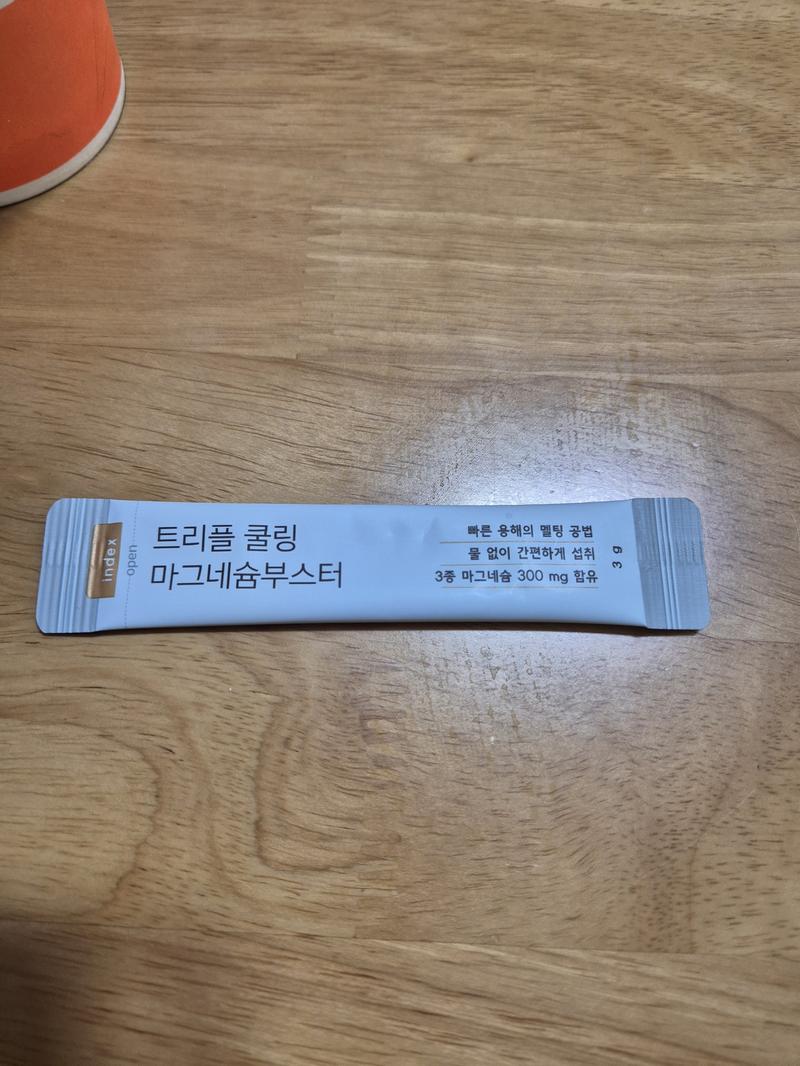 index
open
트리플 쿨링
마그네슘부스터
빠른 용해의 멜팅 공법
물 없이 간편하게 섭취
3종 마그네슘 300 mg 함유
3 g